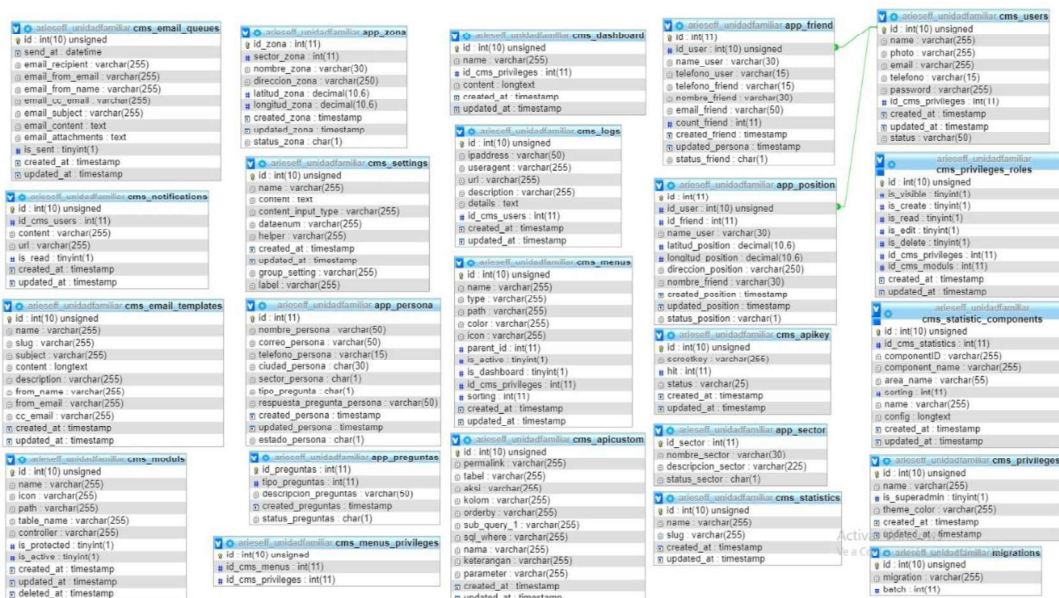 arieseff_unidadfamiliar cms_email_queues
id : int(10) unsigned
send_at : datetime
email_recipient : varchar(255)
email_from_email : varchar(255)
email_from_name : varchar(255)
email_cc_email : varchar(255)
email_subject : varchar(255)
email_content : text
email_attachments : text
is_sent : tinyint(1)
created_at : timestamp
updated_at : timestamp
arieseff_unidadfamiliar cms_notifications
id : int(10) unsigned
id_cms_users : int(11)
content : varchar(255)
url : varchar(255)
is_read : tinyint(1)
created_at : timestamp
updated_at : timestamp
arieseff_unidadfamiliar cms_email_templates
id : int(10) unsigned
name : varchar(255)
slug : varchar(255)
subject : varchar(255)
content : longtext
description : varchar(255)
from_name : varchar(255)
from_email : varchar(255)
cc_email : varchar(255)
created_at : timestamp
updated_at : timestamp
arieseff_unidadfamiliar cms_moduls
id : int(10) unsigned
name : varchar(255)
icon : varchar(255)
path : varchar(255)
table_name : varchar(255)
controller : varchar(255)
is_protected : tinyint(1)
is_active : tinyint(1)
created_at : timestamp
updated_at : timestamp
deleted_at : timestamp
arieseff_unidadfamiliar app_zona
id_zona : int(11)
sector_zona : int(11)
nombre_zona : varchar(30)
direccion_zona : varchar(250)
latitud_zona : decimal(10,6)
longitud_zona : decimal(10,6)
created_zona : timestamp
updated_zona : timestamp
status_zona : char(1)
arieseff_unidadfamiliar cms_settings
id : int(10) unsigned
name : varchar(255)
content : text
content_input_type : varchar(255)
dataenum : varchar(255)
helper : varchar(255)
created_at : timestamp
updated_at : timestamp
group_setting : varchar(255)
label : varchar(255)
arieseff_unidadfamiliar app_persona
id : int(11)
nombre_persona : varchar(50)
correo_persona : varchar(50)
telefono_persona : varchar(15)
ciudad_persona : char(30)
sector_persona : char(1)
tipo_pregunta : char(1)
respuesta_pregunta_persona : varchar(50)
created_persona : timestamp
updated_persona : timestamp
estado_persona : char(1)
arieseff_unidadfamiliar app_preguntas
id_preguntas : int(11)
tipo_preguntas : int(11)
descripcion_preguntas : varchar(50)
created_preguntas : timestamp
status_preguntas : char(1)
arieseff_unidadfamiliar cms_menus_privileges
id : int(10) unsigned
id_cms_menus : int(11)
id_cms_privileges : int(11)
arieseff_unidadfamiliar cms_dashboard
id : int(10) unsigned
name : varchar(255)
id_cms_privileges : int(11)
content : longtext
created_at : timestamp
updated_at : timestamp
arieseff_unidadfamiliar cms_logs
id : int(10) unsigned
ipaddress : varchar(50)
useragent : varchar(255)
url : varchar(255)
description : varchar(255)
details : text
id_cms_users : int(11)
created_at : timestamp
updated_at : timestamp
arieseff_unidadfamiliar cms_menus
id : int(10) unsigned
name : varchar(255)
type : varchar(255)
path : varchar(255)
color : varchar(255)
icon : varchar(255)
parent_id : int(11)
is_active : tinyint(1)
is_dashboard : tinyint(1)
id_cms_privileges : int(11)
sorting : int(11)
created_at : timestamp
updated_at : timestamp
arieseff_unidadfamiliar cms_apicustom
id : int(10) unsigned
permalink : varchar(255)
tabel : varchar(255)
aksi : varchar(255)
kolom : varchar(255)
orderby : varchar(255)
sub_query_1 : varchar(255)
sql_where : varchar(255)
nama : varchar(255)
keterangan : varchar(255)
parameter : varchar(255)
created_at : timestamp
updated_at : timestamp
arieseff_unidadfamiliar app_friend
id : int(11)
id_user : int(10) unsigned
name_user : varchar(30)
telefono_user : varchar(15)
telefono_friend : varchar(15)
nombre_friend : varchar(30)
email_friend : varchar(50)
count_friend : int(11)
created_friend : timestamp
updated_persona : timestamp
status_friend : char(1)
arieseff_unidadfamiliar app_position
id : int(11)
id_user : int(10) unsigned
id_friend : int(11)
name_user : varchar(30)
latitud_position : decimal(10,6)
longitud_position : decimal(10,6)
direccion_position : varchar(250)
nombre_friend : varchar(30)
created_position : timestamp
updated_position : timestamp
status_position : varchar(1)
arieseff_unidadfamiliar cms_apikey
id : int(10) unsigned
screetkey : varchar(255)
hit : int(11)
status : varchar(25)
created_at : timestamp
updated_at : timestamp
arieseff_unidadfamiliar app_sector
id_sector : int(11)
nombre_sector : varchar(30)
descripcion_sector : varchar(225)
status_sector : char(1)
arieseff_unidadfamiliar cms_statistics
id : int(10) unsigned
name : varchar(255)
slug : varchar(255)
created_at : timestamp
updated_at : timestamp
arieseff_unidadfamiliar cms_users
id : int(10) unsigned
name : varchar(255)
photo : varchar(255)
email : varchar(255)
telefono : varchar(15)
password : varchar(255)
id_cms_privileges : int(11)
created_at : timestamp
updated_at : timestamp
status : varchar(50)
arieseff_unidadfamiliar
cms_privileges_roles
id : int(10) unsigned
is_visible : tinyint(1)
is_create : tinyint(1)
is_read : tinyint(1)
is_edit : tinyint(1)
is_delete : tinyint(1)
id_cms_privileges : int(11)
id_cms_moduls : int(11)
created_at : timestamp
updated_at : timestamp
arieseff_unidadfamiliar
cms_statistic_components
id : int(10) unsigned
id_cms_statistics : int(11)
componentID : varchar(255)
component_name : varchar(255)
area_name : varchar(55)
sorting : int(11)
name : varchar(255)
config : longtext
created_at : timestamp
updated_at : timestamp
arieseff_unidadfamiliar cms_privileges
id : int(10) unsigned
name : varchar(255)
is_superadmin : tinyint(1)
theme_color : varchar(255)
created_at : timestamp
updated_at : timestamp
arieseff_unidadfamiliar migrations
id : int(10) unsigned
migration : varchar(255)
batch : int(11)